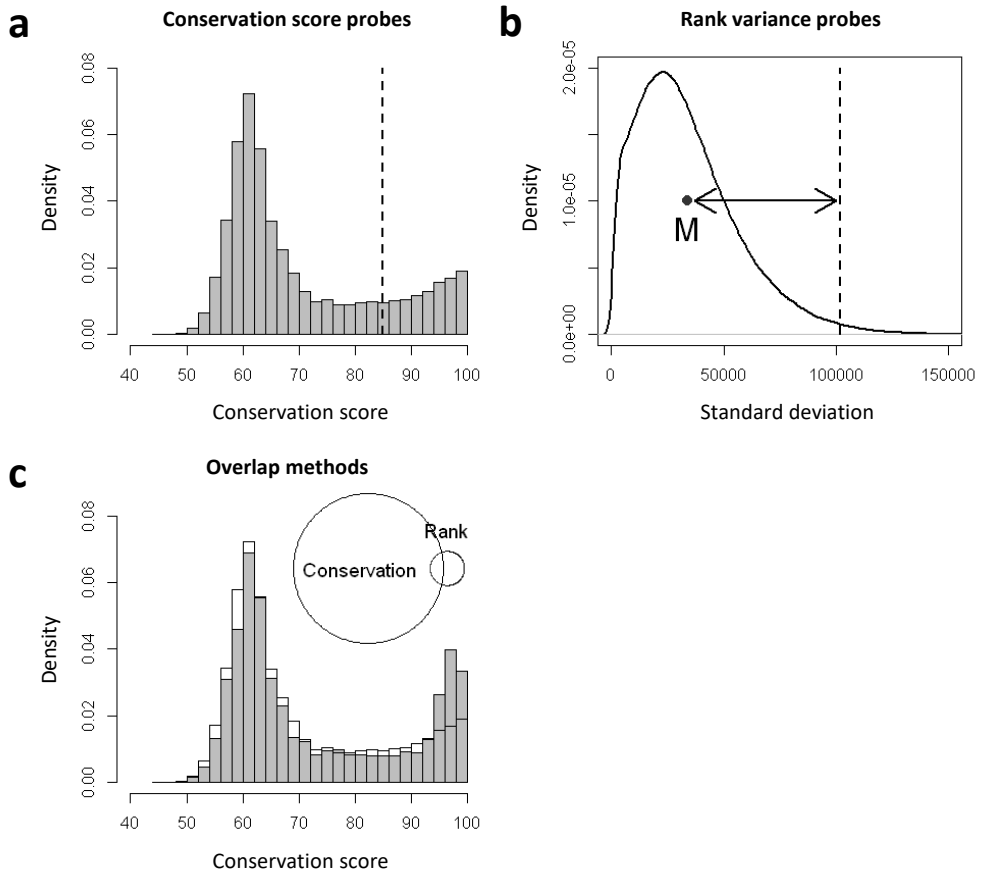 a
Conservation score probes
Density
0.00 0.02 0.04 0.06 0.08
40 50 60 70 80 90 100
Conservation score
b
Rank variance probes
Density
0.0e+00 1.0e-05 2.0e-05
M
0 50000 100000 150000
Standard deviation
c
Overlap methods
Density
0.00 0.02 0.04 0.06 0.08
Rank
Conservation
40 50 60 70 80 90 100
Conservation score